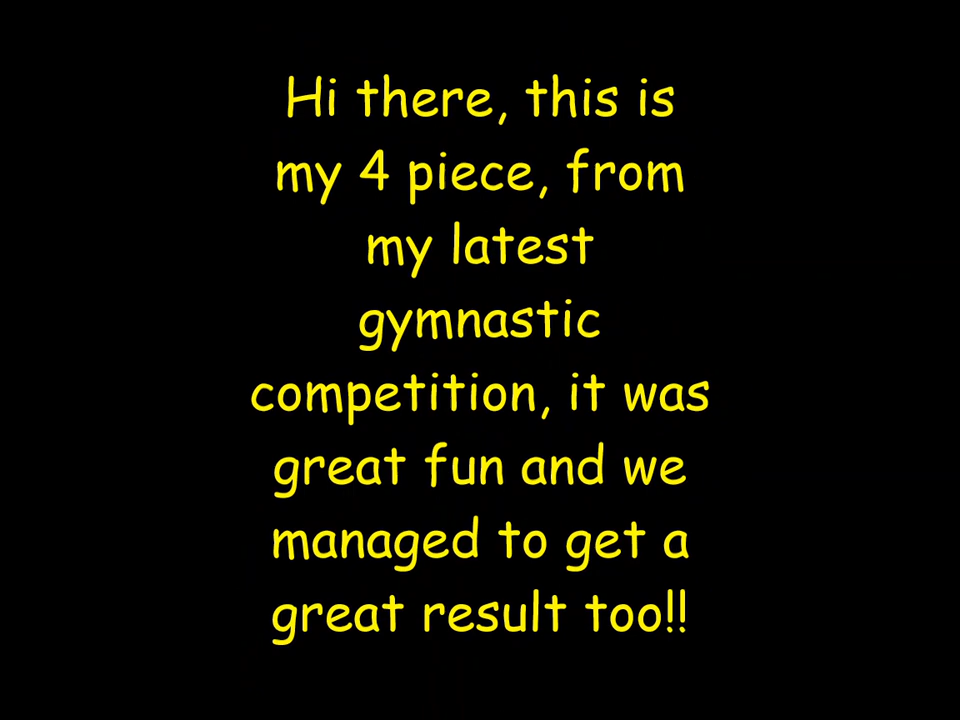 Hi there, this is
my 4 piece, from
my latest
gymnastic
competition, it was
great fun and we
managed to get a
great result too!!